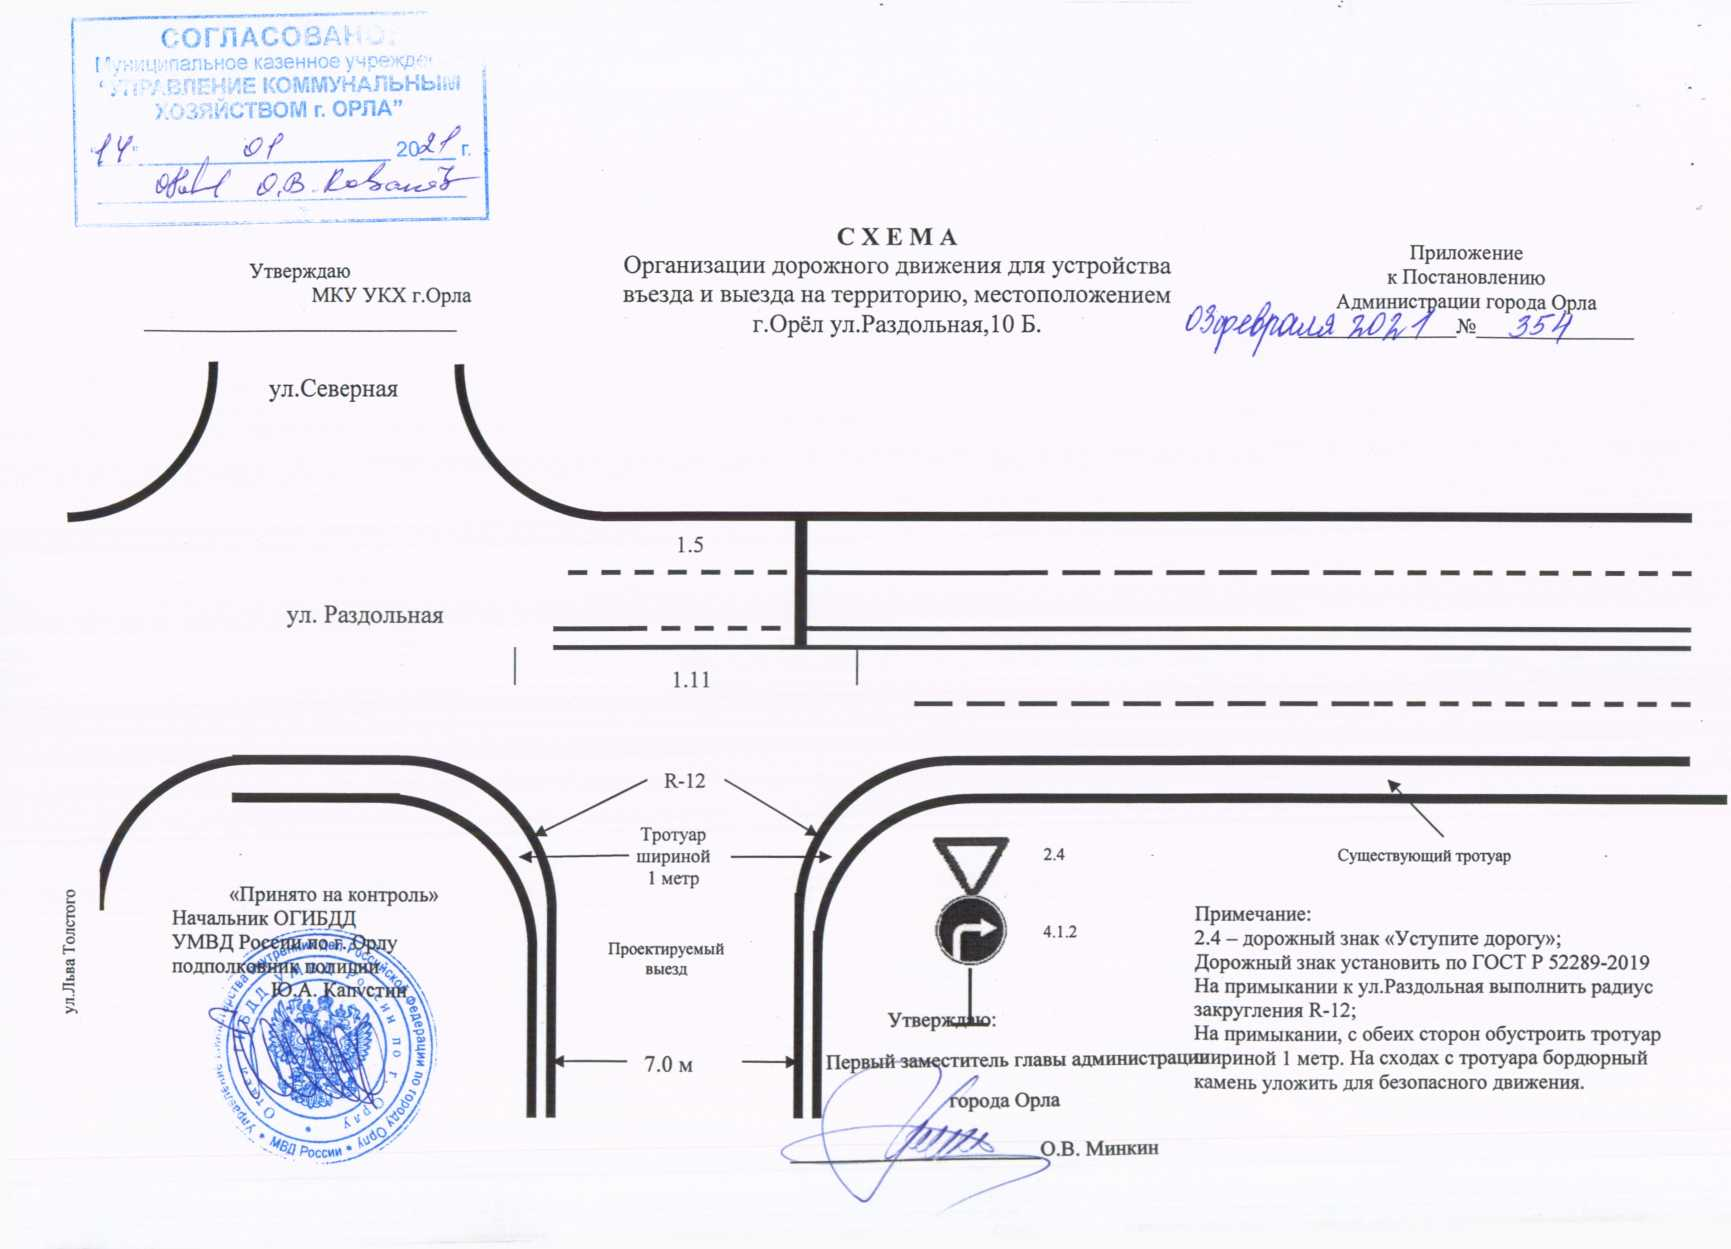 СОГЛАСОВАНО:
Муниципальное казенное учрежде
"УПРАВЛЕНИЕ КОММУНАЛЬНЫМ
ХОЗЯЙСТВОМ г. ОРЛА"
"14" 01 2021 г.
О.В.
СХЕМА
Организации дорожного движения для устройства
въезда и выезда на территорию, местоположением
г.Орёл ул.Раздольная,10 Б.
Приложение
к Постановлению
Администрации города Орла
03 февраля 2021 № 354
Утверждаю
МКУ УКХ г.Орла
ул.Северная
1.5
ул. Раздольная
1.11
R-12
Тротуар
шириной
1 метр
2.4
4.1.2
Существующий тротуар
ул.Льва Толстого
«Принято на контроль»
Начальник ОГИБДД
УМВД России по г. Орлу
подполковник полиции
Ю.А. Капустин
МВД России
Проектируемый
выезд
7.0 м
Утверждаю:
Первый заместитель главы администрации
города Орла
О.В. Минкин
Примечание:
2.4 – дорожный знак «Уступите дорогу»;
Дорожный знак установить по ГОСТ Р 52289-2019
На примыкании к ул.Раздольная выполнить радиус
закругления R-12;
На примыкании, с обеих сторон обустроить тротуар
шириной 1 метр. На сходах с тротуара бордюрный
камень уложить для безопасного движения.